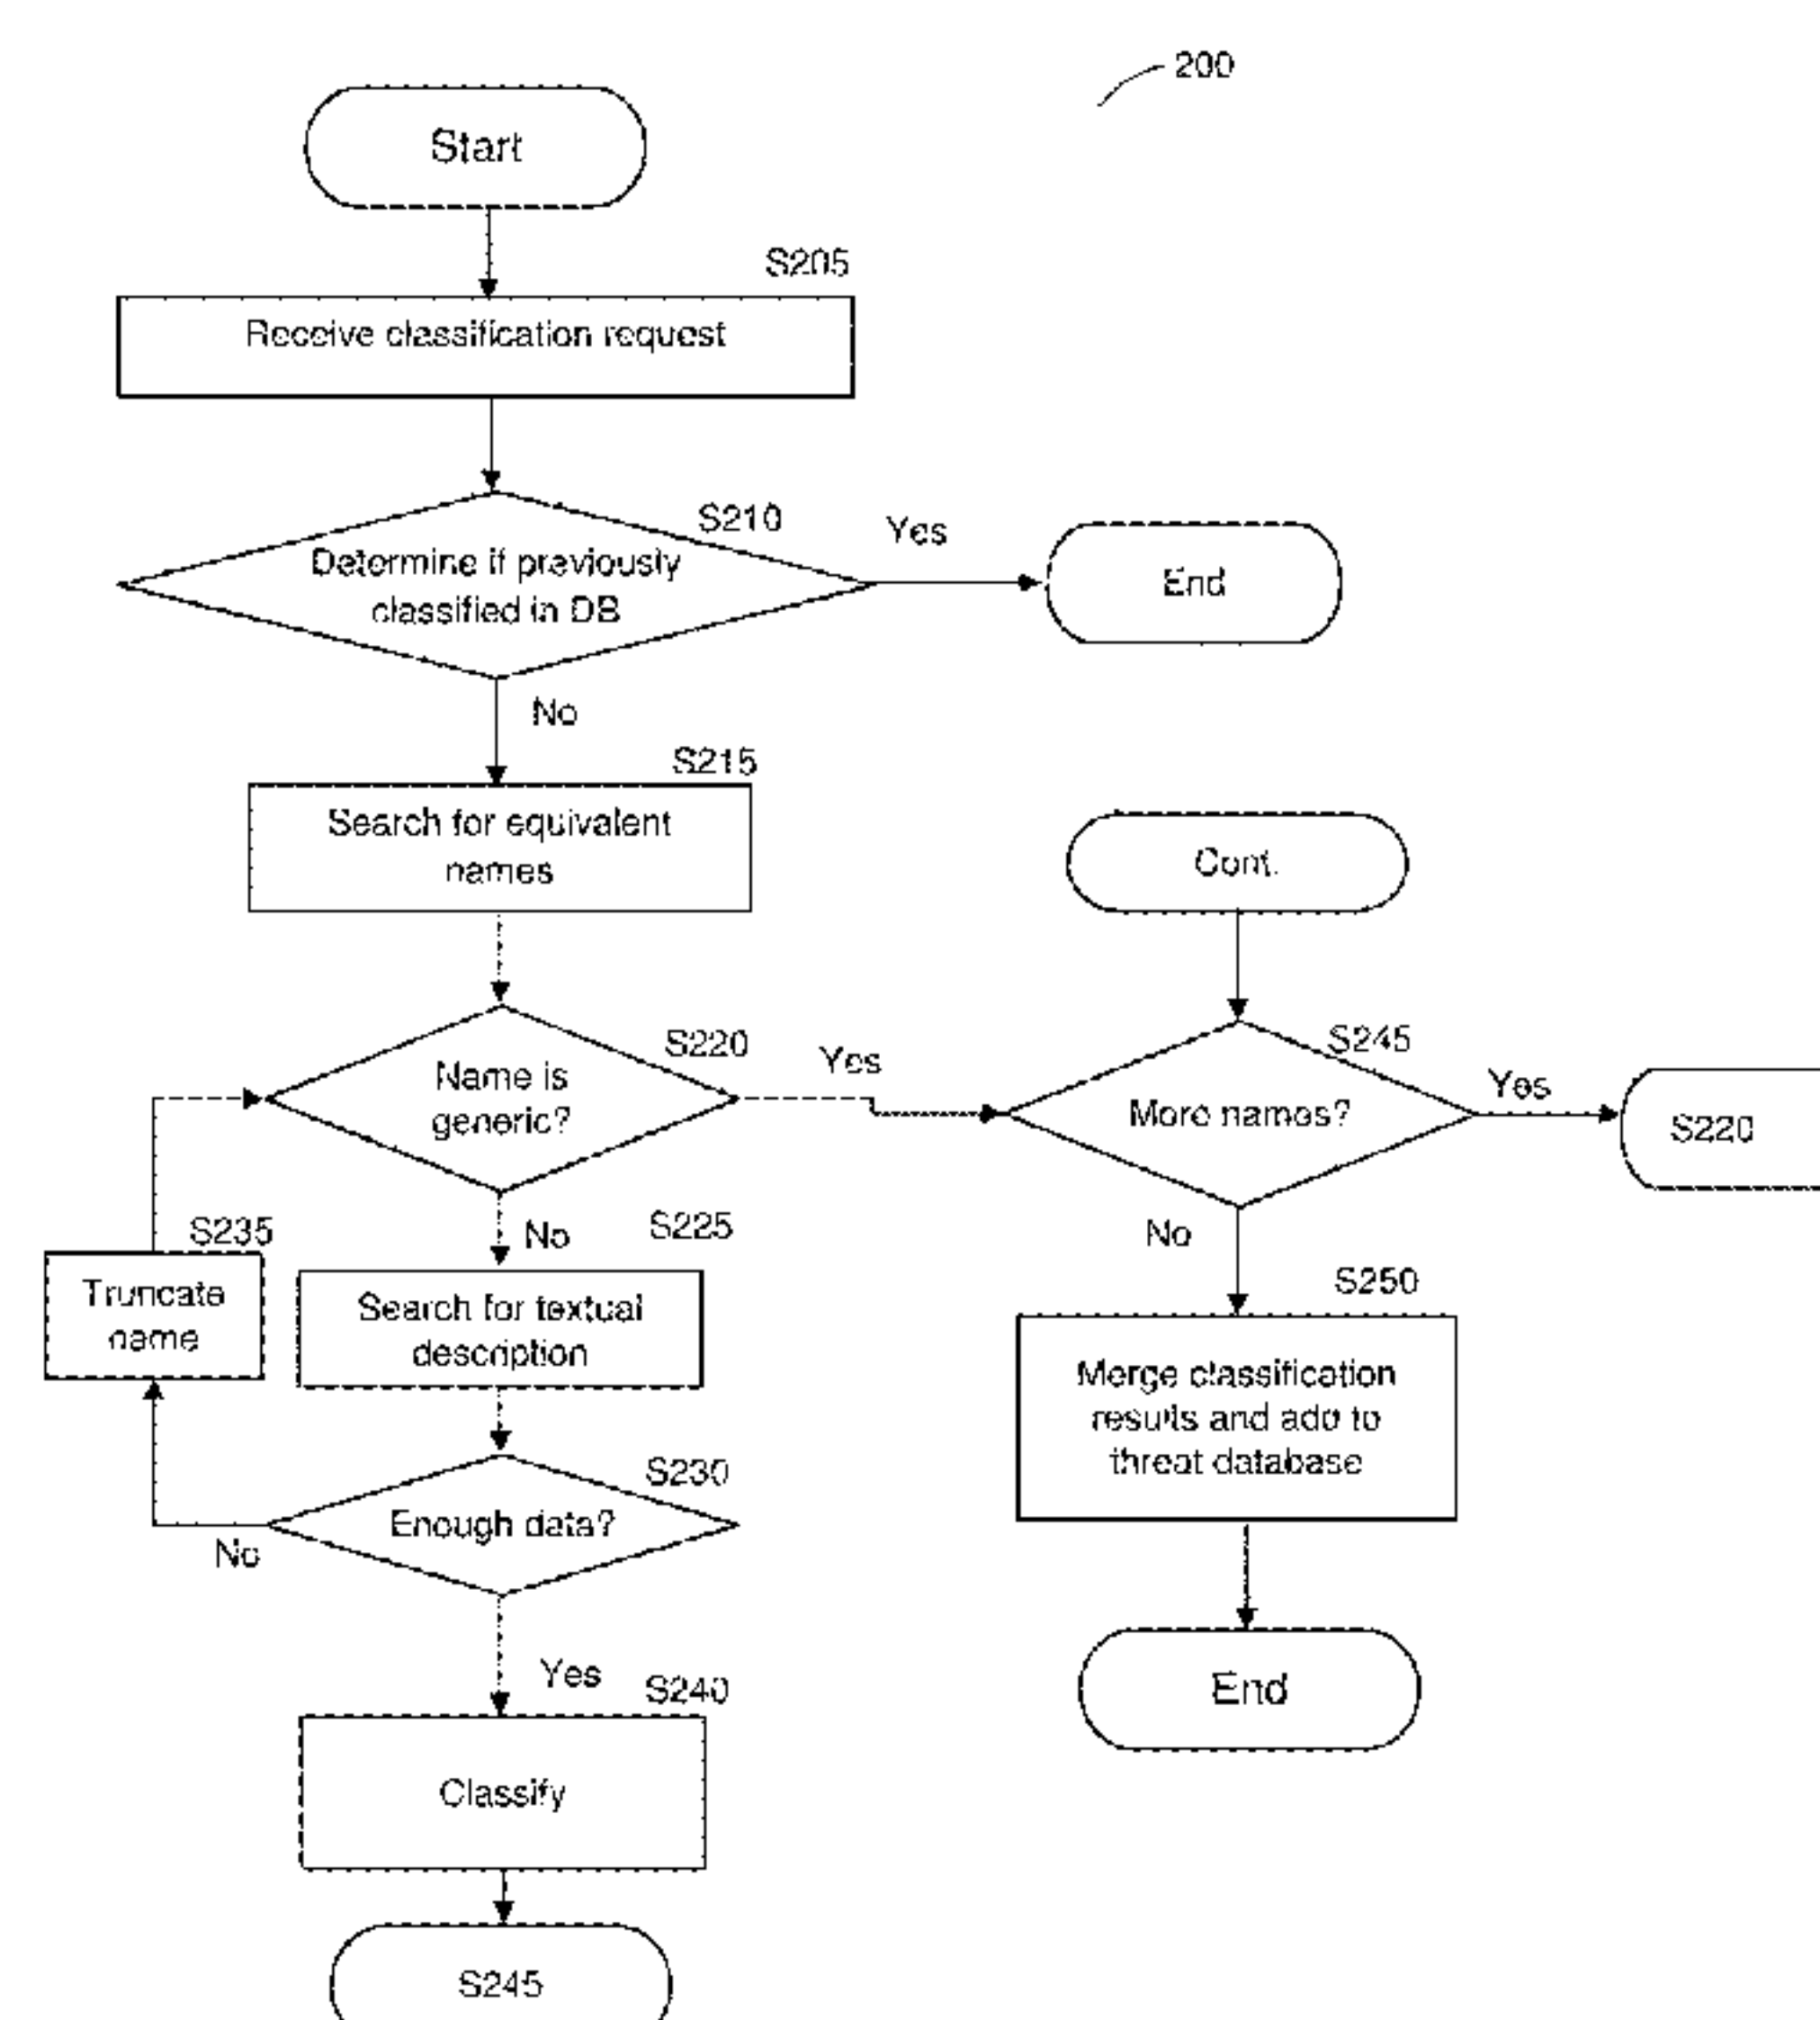 200
Start
S205
Receive classification request
S210
Yes
Determine if previously
classified in DB
End
No
S215
Search for equivalent
names
Cont.
S220
Yes
Name is
generic?
S245
Yes
More names?
S220
No
S225
S235
Truncate
name
Search for textual
description
No
S250
Merge classification
results and add to
threat database
S230
Enough data?
No
Yes
S240
Classify
End
S245